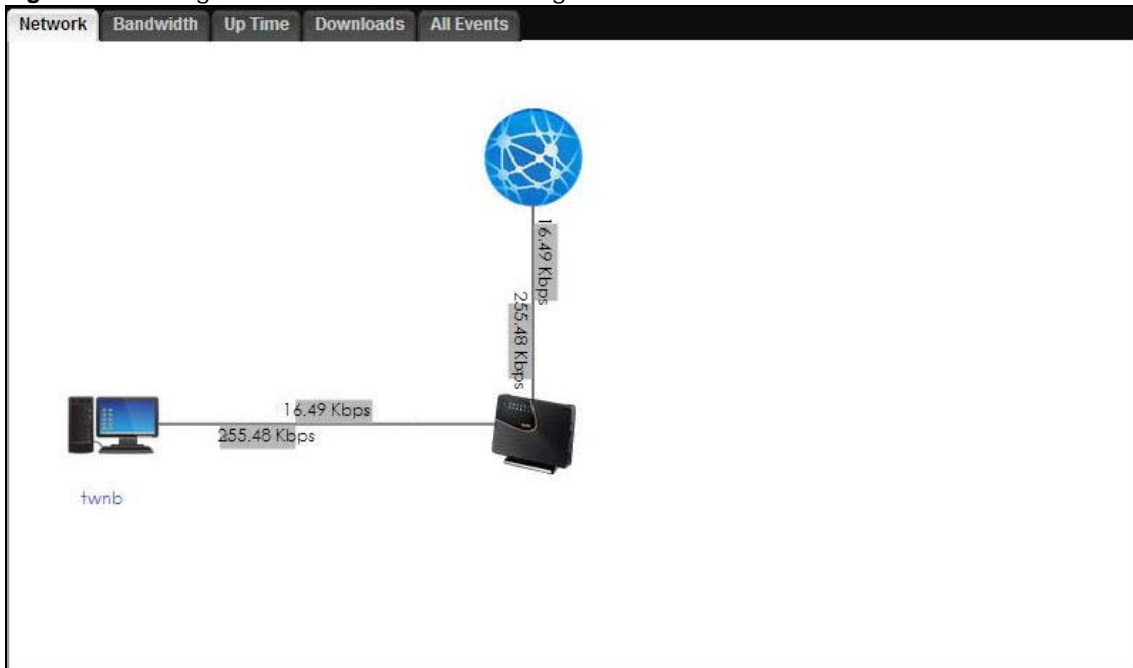 Network Bandwidth Up Time Downloads All Events
16.49 Kbps
255.48 Kbps
16.49 Kbps
255.48 Kbps
twnb